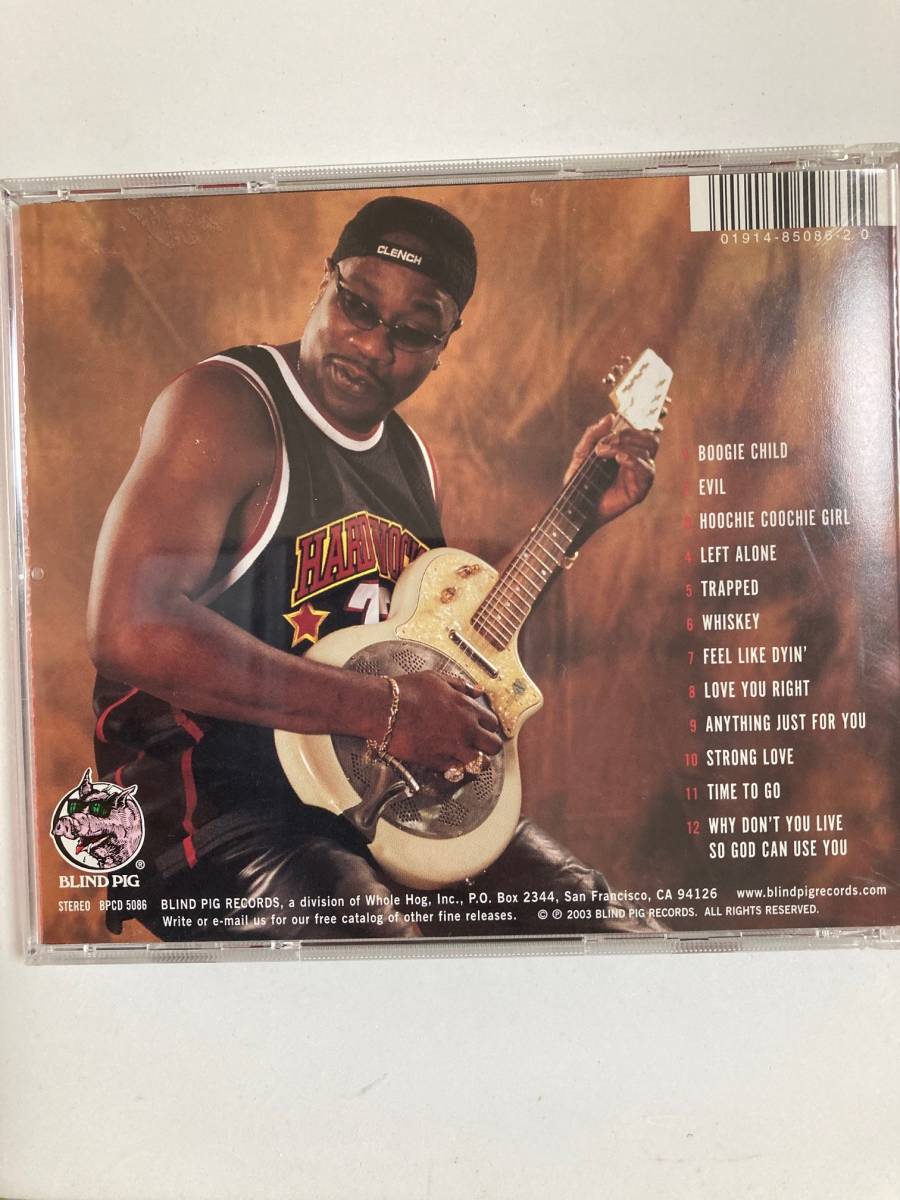 01914-85086-2 0
CLENCH
1 BOOGIE CHILD
2 EVIL
3 HOOCHIE COOCHIE GIRL
4 LEFT ALONE
5 TRAPPED
6 WHISKEY
7 FEEL LIKE DYIN'
8 LOVE YOU RIGHT
9 ANYTHING JUST FOR YOU
10 STRONG LOVE
11 TIME TO GO
12 WHY DON'T YOU LIVE
SO GOD CAN USE YOU
®
BLIND PIG
STEREO BPCD 5086
BLIND PIG RECORDS, a division of Whole Hog, Inc., P.O. Box 2344, San Francisco, CA 94126 www.blindpigrecords.com
Write or e-mail us for our free catalog of other fine releases. © ℗ 2003 BLIND PIG RECORDS. ALL RIGHTS RESERVED.